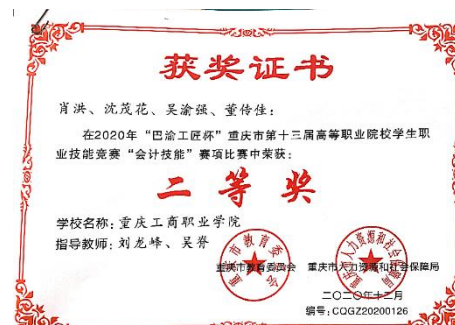 获奖证书
肖洪、沈茂花、吴渝强、董传佳：
在2020年“巴渝工匠杯”重庆市第十三届高等职业院校学生职
业技能竞赛“会计技能”赛项比赛中荣获：
二等奖
学校名称：重庆工商职业学院
指导教师：刘龙峰、吴脊
重庆市教育委员会 重庆市人力资源和社会保障局
二〇二〇年十二月
编号：CQGZ20200126